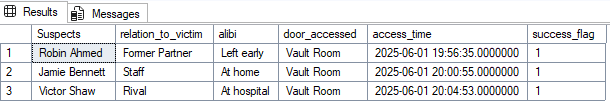 Results Messages
Suspects relation_to_victim alibi door_accessed access_time success_flag
1 Robin Ahmed Former Partner Left early Vault Room 2025-06-01 19:56:35.0000000 1
2 Jamie Bennett Staff At home Vault Room 2025-06-01 20:00:55.0000000 1
3 Victor Shaw Rival At hospital Vault Room 2025-06-01 20:04:53.0000000 1